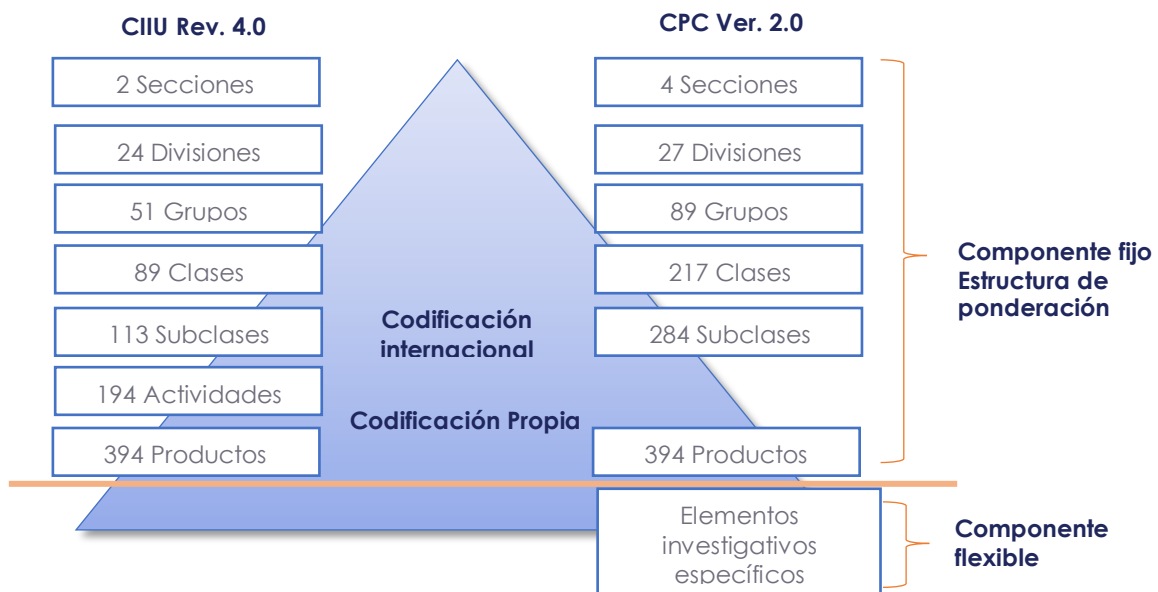 CIIU Rev. 4.0
CPC Ver. 2.0
2 Secciones
4 Secciones
24 Divisiones
27 Divisiones
51 Grupos
89 Grupos
89 Clases
217 Clases
Componente fijo
Estructura de
ponderación
113 Subclases
Codificación
internacional
284 Subclases
194 Actividades
Codificación Propia
394 Productos
394 Productos
Elementos
investigativos
específicos
Componente
flexible